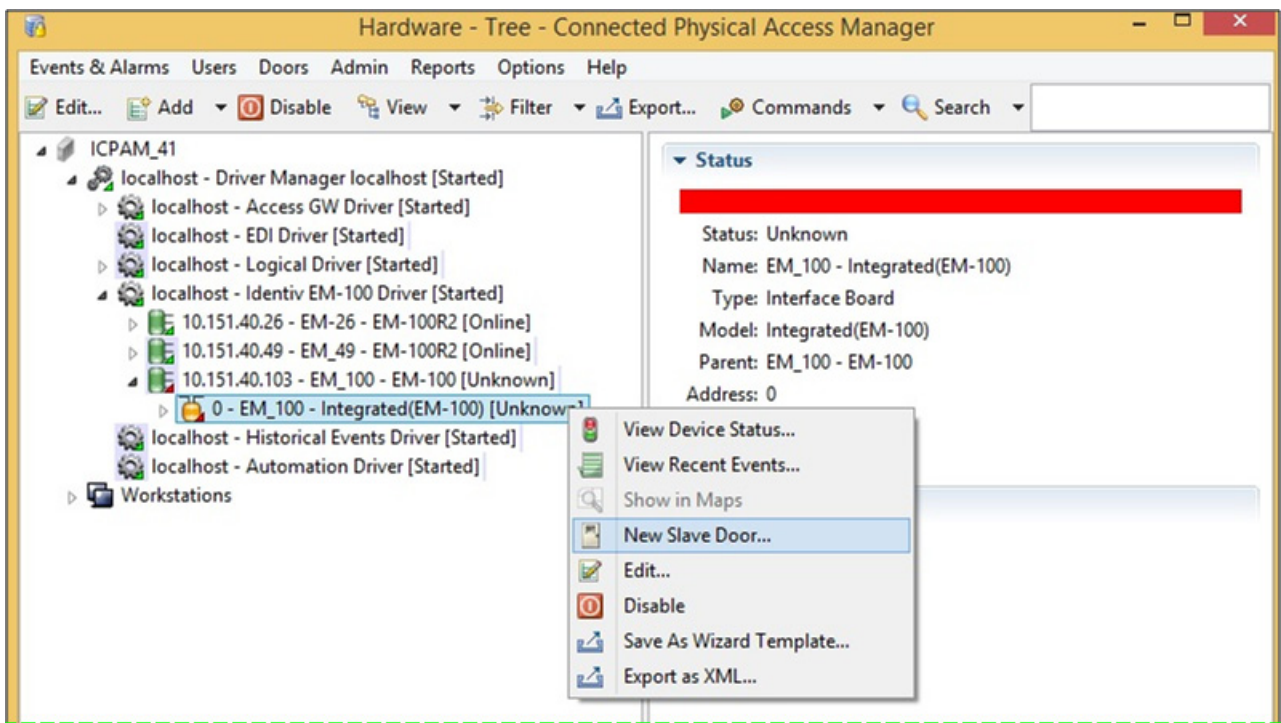 Hardware - Tree - Connected Physical Access Manager
Events & Alarms Users Doors Admin Reports Options Help
Edit... Add Disable View Filter Export... Commands Search
ICPAM_41
localhost - Driver Manager localhost [Started]
localhost - Access GW Driver [Started]
localhost - EDI Driver [Started]
localhost - Logical Driver [Started]
localhost - Identiv EM-100 Driver [Started]
10.151.40.26 - EM-26 - EM-100R2 [Online]
10.151.40.49 - EM_49 - EM-100R2 [Online]
10.151.40.103 - EM_100 - EM-100 [Unknown]
0 - EM_100 - Integrated(EM-100) [Unknown]
localhost - Historical Events Driver [Started]
localhost - Automation Driver [Started]
Workstations
Status
Status: Unknown
Name: EM_100 - Integrated(EM-100)
Type: Interface Board
Model: Integrated(EM-100)
Parent: EM_100 - EM-100
Address: 0
View Device Status...
View Recent Events...
Show in Maps
New Slave Door...
Edit...
Disable
Save As Wizard Template...
Export as XML...